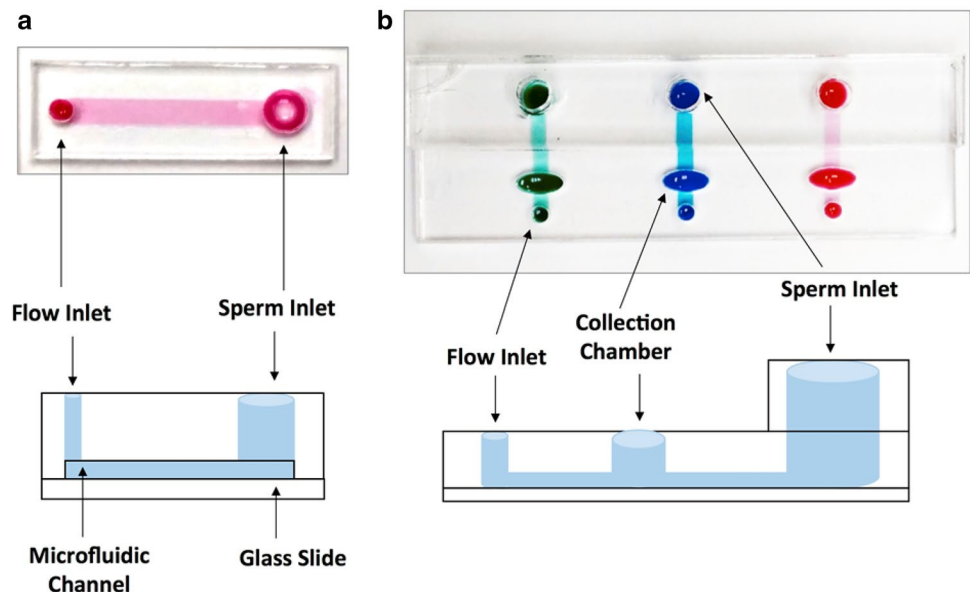 a
Flow Inlet
Sperm Inlet
Microfluidic
Channel
Glass Slide
b
Flow Inlet
Collection
Chamber
Sperm Inlet